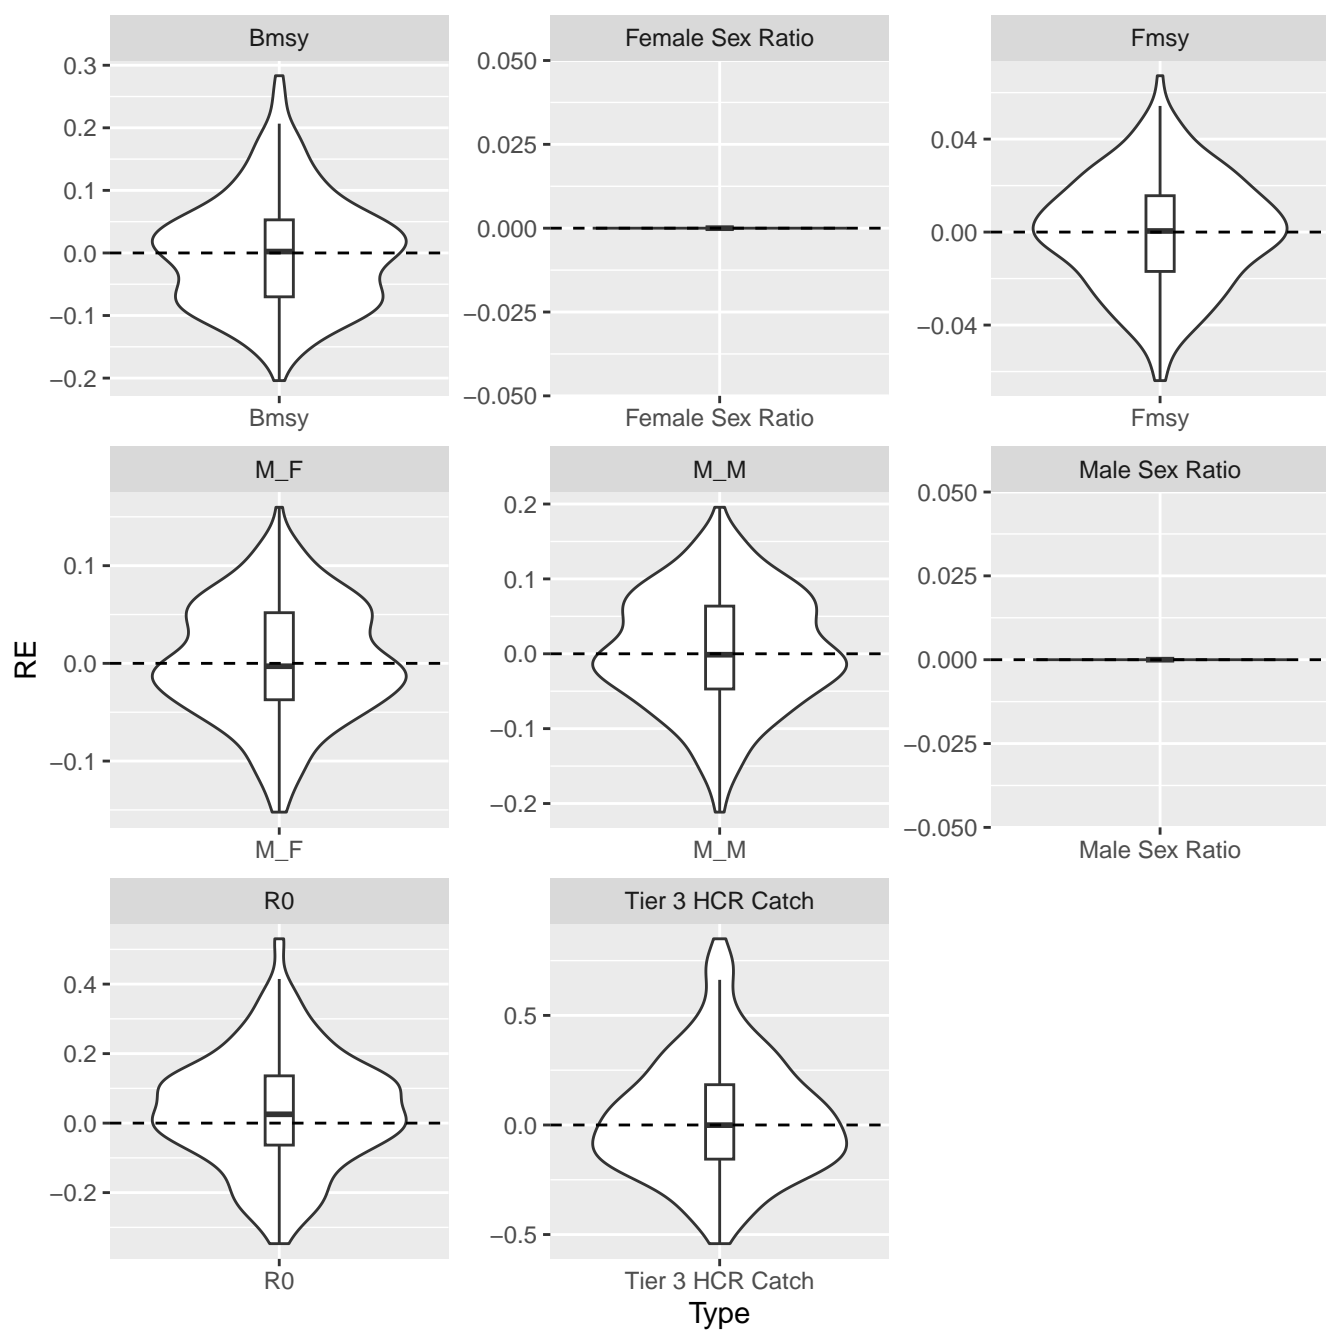 Bmsy
Female Sex Ratio
Fmsy
0.3
0.2
0.1
0.0
−0.1
−0.2
0.050
0.025
0.000
−0.025
−0.050
0.04
0.00
−0.04
Bmsy
Female Sex Ratio
Fmsy
M_F
M_M
Male Sex Ratio
0.1
0.0
−0.1
0.2
0.1
0.0
−0.1
−0.2
0.050
0.025
0.000
−0.025
−0.050
M_F
M_M
Male Sex Ratio
RE
R0
Tier 3 HCR Catch
0.4
0.2
0.0
−0.2
0.5
0.0
−0.5
R0
Tier 3 HCR Catch
Type